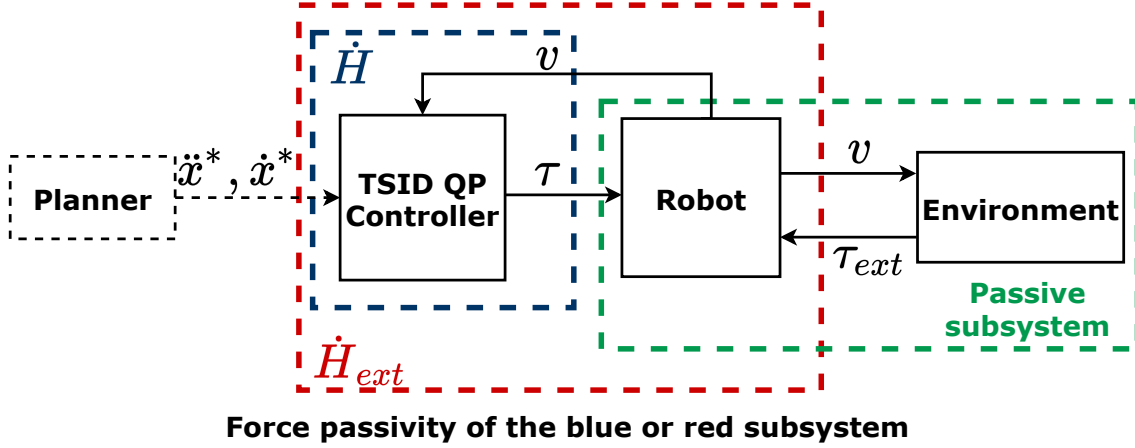 Ḣ
v
ẍ*, ẋ*
Planner
TSID QP
Controller
τ
Robot
v
Environment
τ_ext
Passive
subsystem
Ḣ_ext
Force passivity of the blue or red subsystem